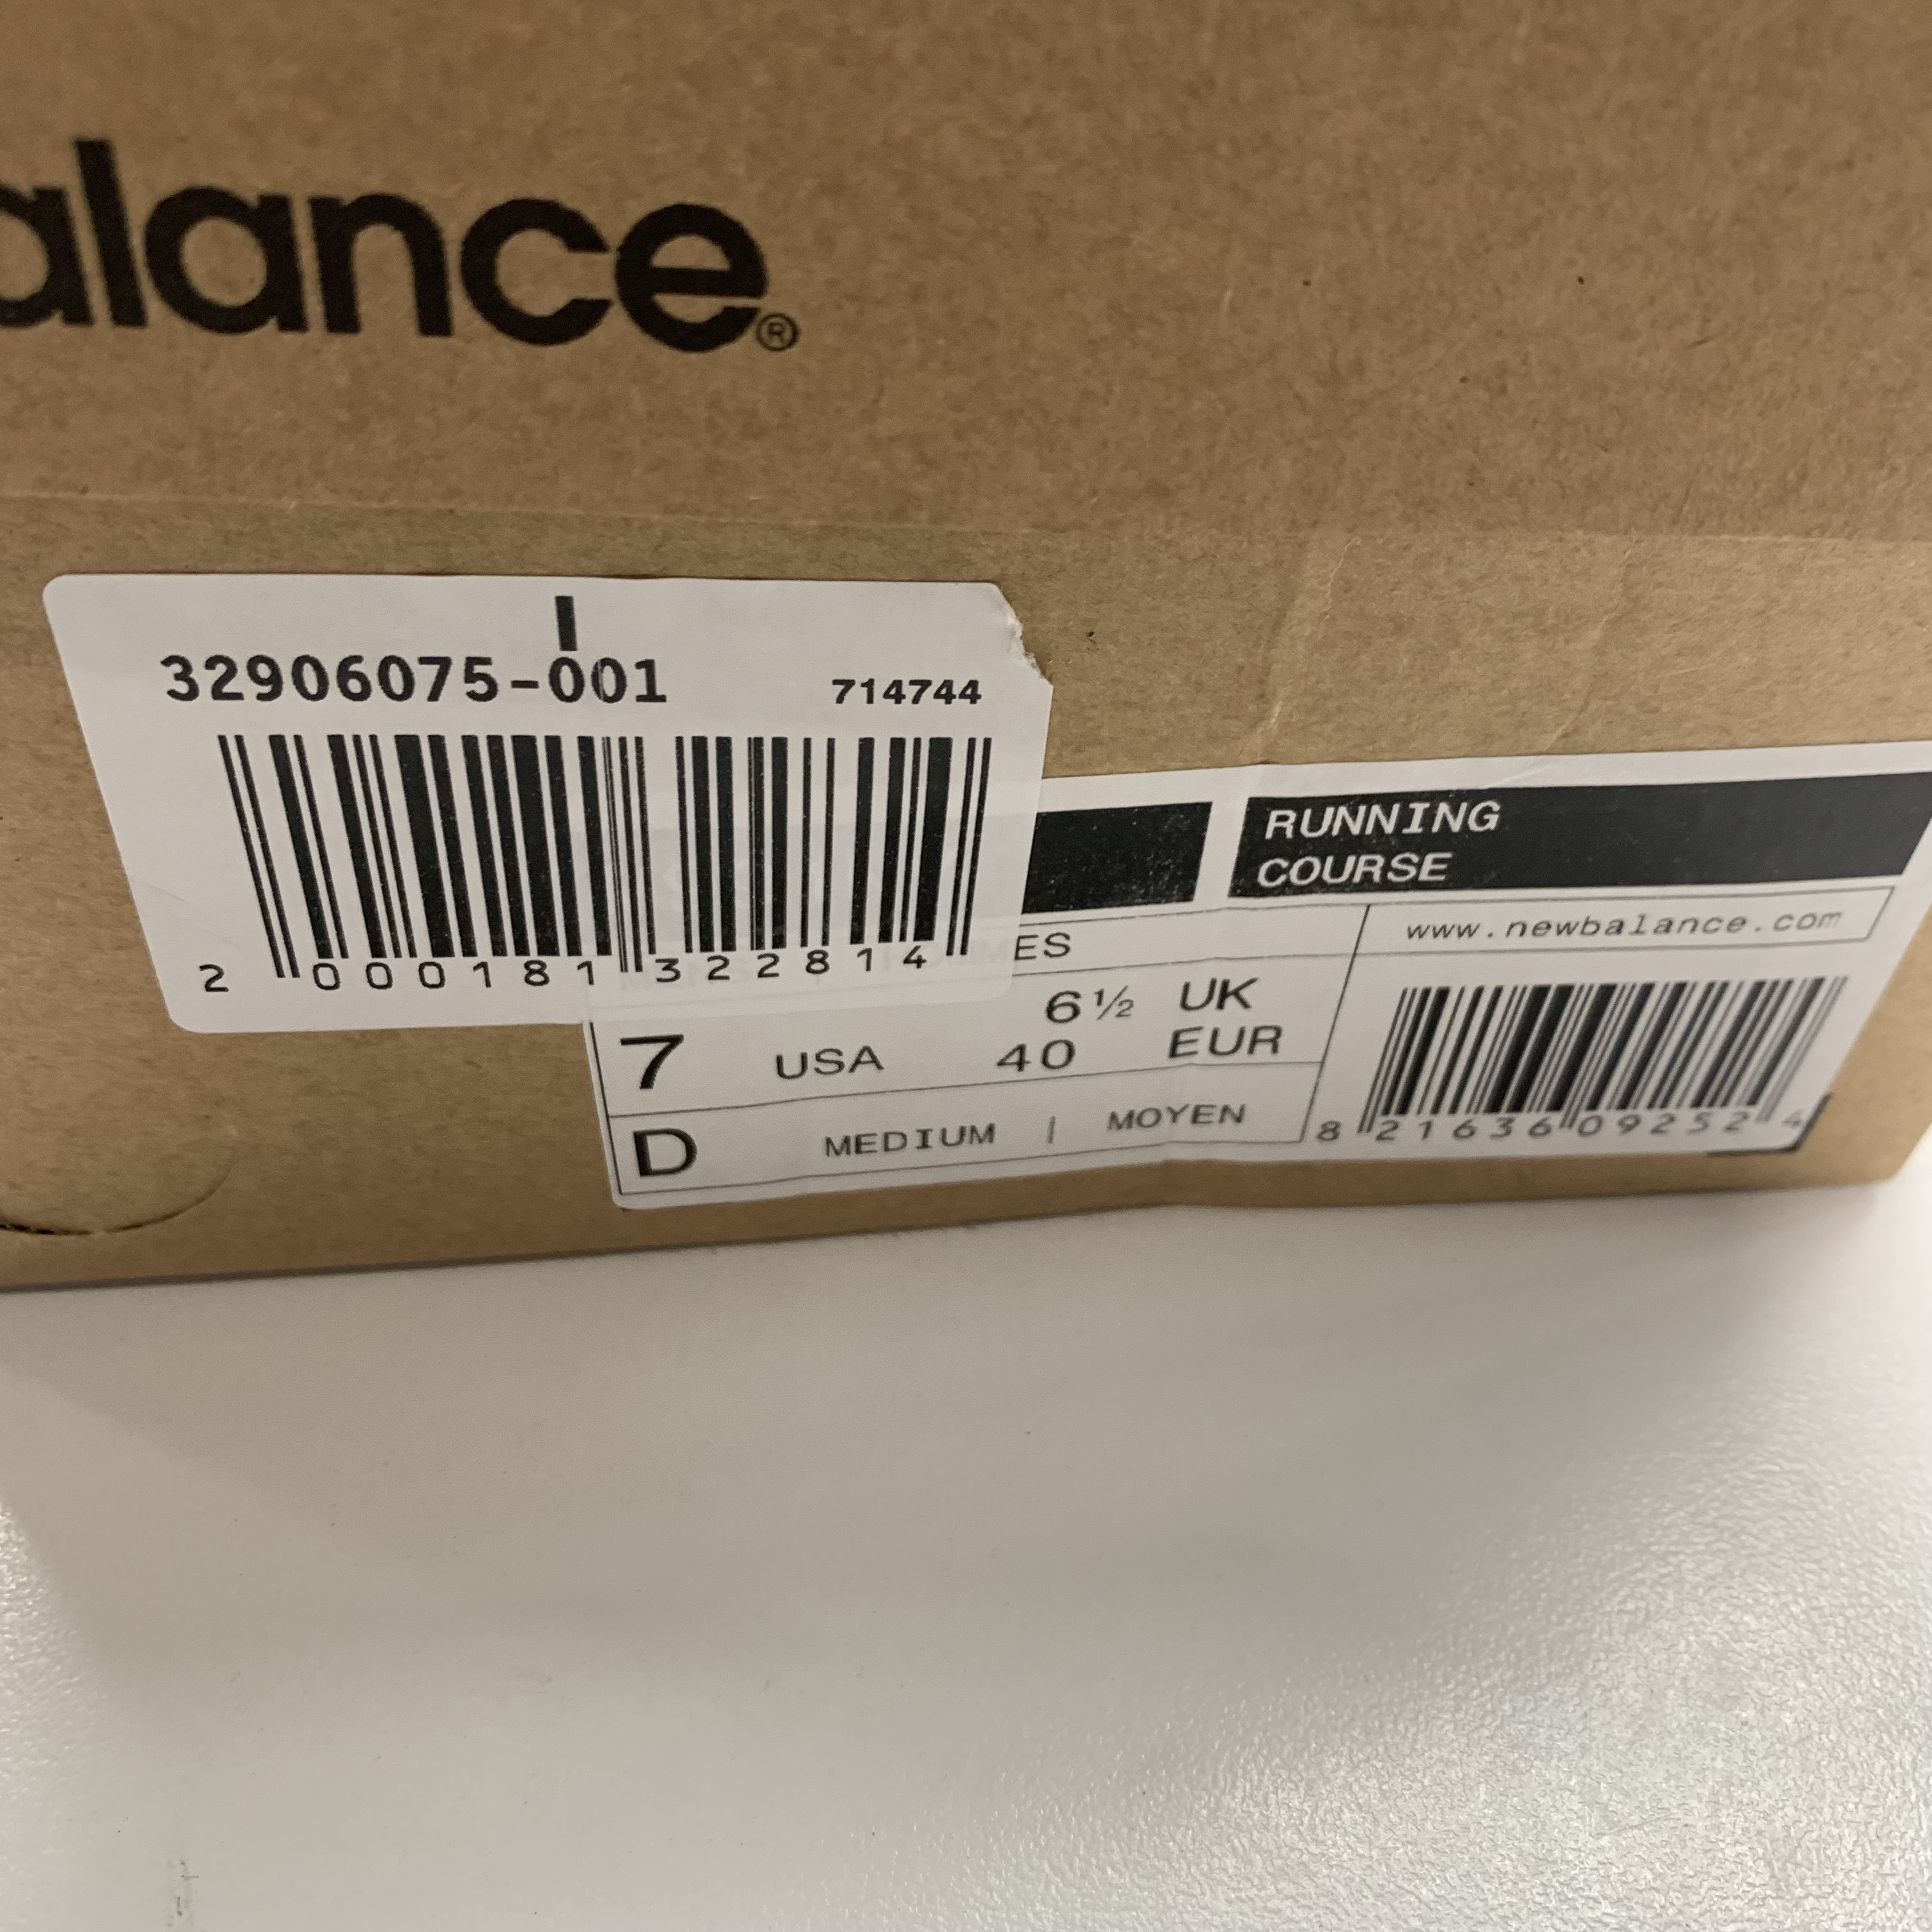 alance®
32906075-001
714744
2 000181 322814
RUNNING
COURSE
www.newbalance.com
ES
6½ UK
7 USA 40 EUR
D MEDIUM | MOYEN
8 21636 09252 4